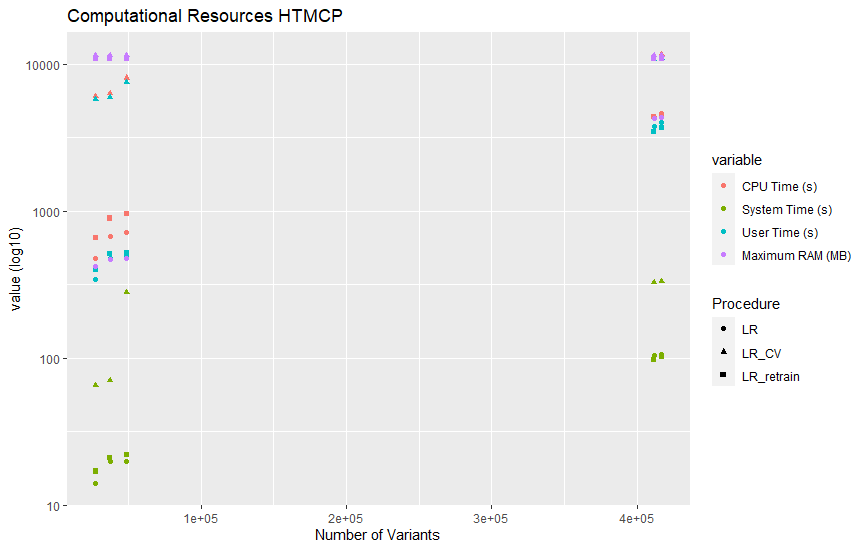 Computational Resources HTMCP
value (log10)
10000
1000
100
10
1e+05
2e+05
3e+05
4e+05
Number of Variants
variable
CPU Time (s)
System Time (s)
User Time (s)
Maximum RAM (MB)
Procedure
LR
LR_CV
LR_retrain